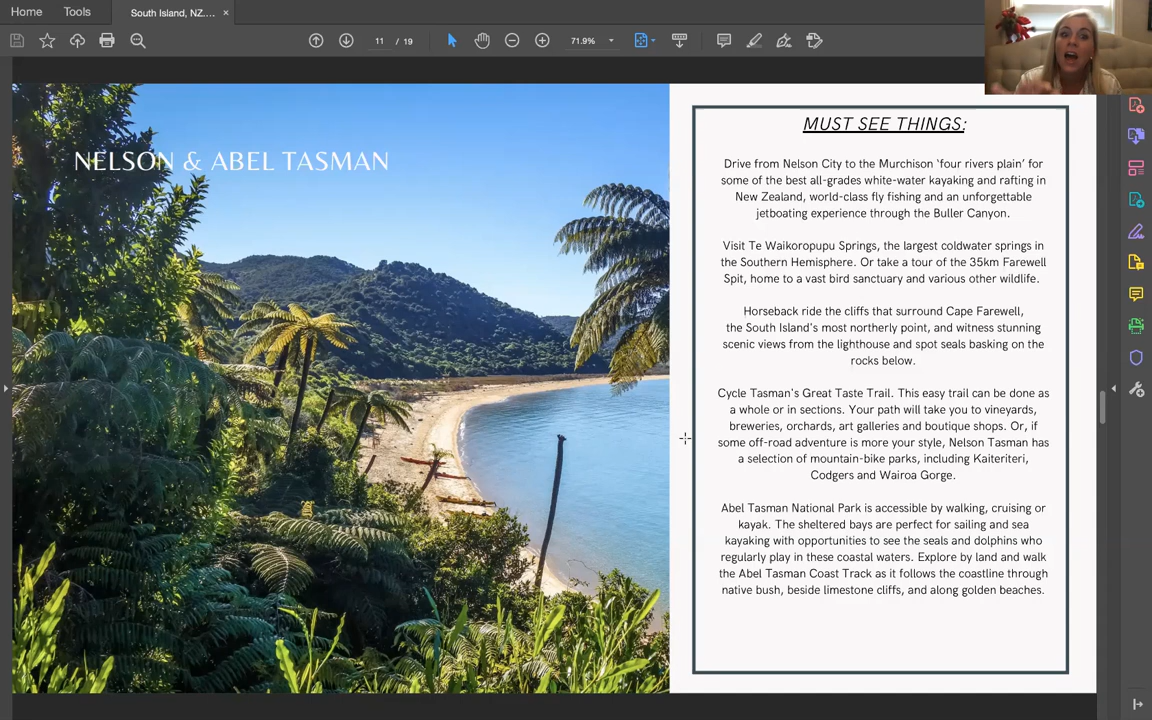 Home
Tools
South Island, NZ....
×
11 / 19
71.9%
NELSON & ABEL TASMAN
MUST SEE THINGS:
Drive from Nelson City to the Murchison ‘four rivers plain’ for
some of the best all-grades white-water kayaking and rafting in
New Zealand, world-class fly fishing and an unforgettable
jetboating experience through the Buller Canyon.
Visit Te Waikoropupu Springs, the largest coldwater springs in
the Southern Hemisphere. Or take a tour of the 35km Farewell
Spit, home to a vast bird sanctuary and various other wildlife.
Horseback ride the cliffs that surround Cape Farewell,
the South Island's most northerly point, and witness stunning
scenic views from the lighthouse and spot seals basking on the
rocks below.
Cycle Tasman's Great Taste Trail. This easy trail can be done as
a whole or in sections. Your path will take you to vineyards,
breweries, orchards, art galleries and boutique shops. Or, if
some off-road adventure is more your style, Nelson Tasman has
a selection of mountain-bike parks, including Kaiteriteri,
Codgers and Wairoa Gorge.
Abel Tasman National Park is accessible by walking, cruising or
kayak. The sheltered bays are perfect for sailing and sea
kayaking with opportunities to see the seals and dolphins who
regularly play in these coastal waters. Explore by land and walk
the Abel Tasman Coast Track as it follows the coastline through
native bush, beside limestone cliffs, and along golden beaches.